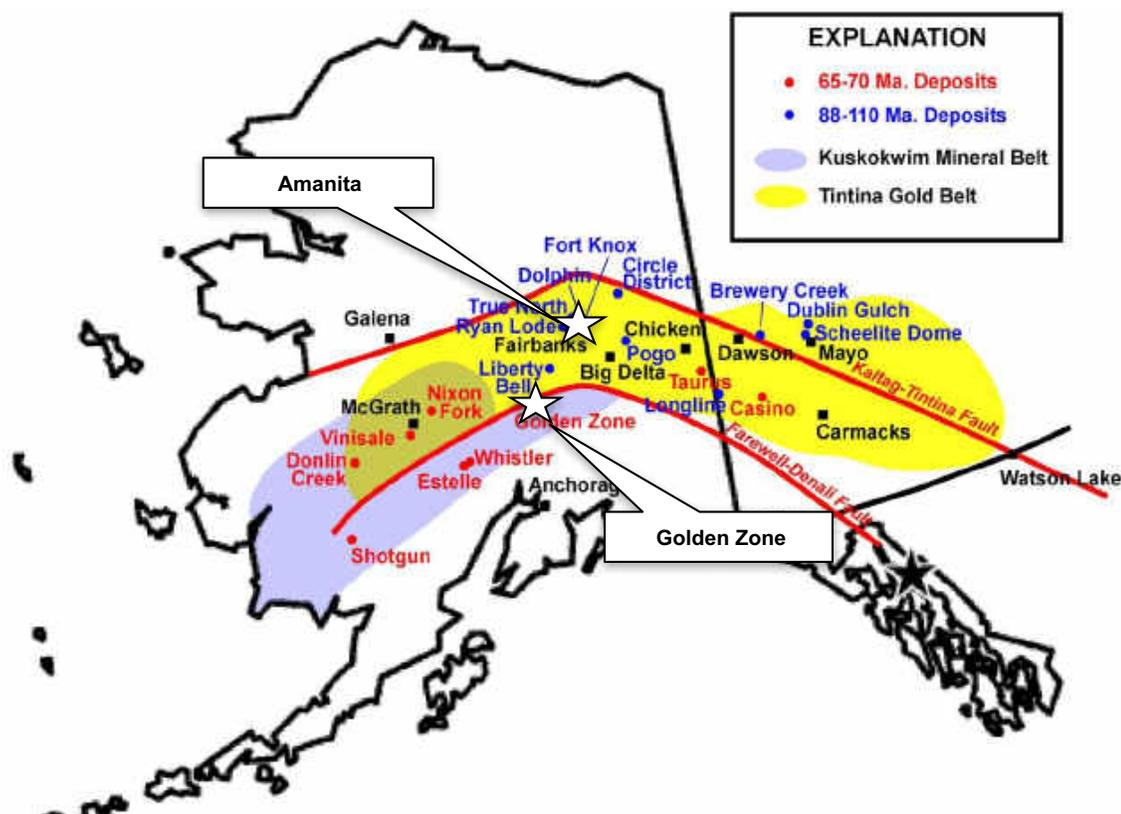 EXPLANATION
65-70 Ma. Deposits
88-110 Ma. Deposits
Kuskokwim Mineral Belt
Tintina Gold Belt
Amanita
Fort Knox
Dolphin
Circle
District
True North
Ryan Lode
Fairbanks
Galena
Brewery Creek
Dublin Gulch
Scheelite Dome
Chicken
Pogo
Dawson
Mayo
Big Delta
Liberty
Bell
Taurus
Longline
Casino
Kaltag-Tintina Fault
Nixon
Fork
McGrath
Golden Zone
Carmacks
Vinisale
Donlin
Creek
Whistler
Estelle
Farewell-Denali Fault
Watson Lake
Anchorag
Golden Zone
Shotgun